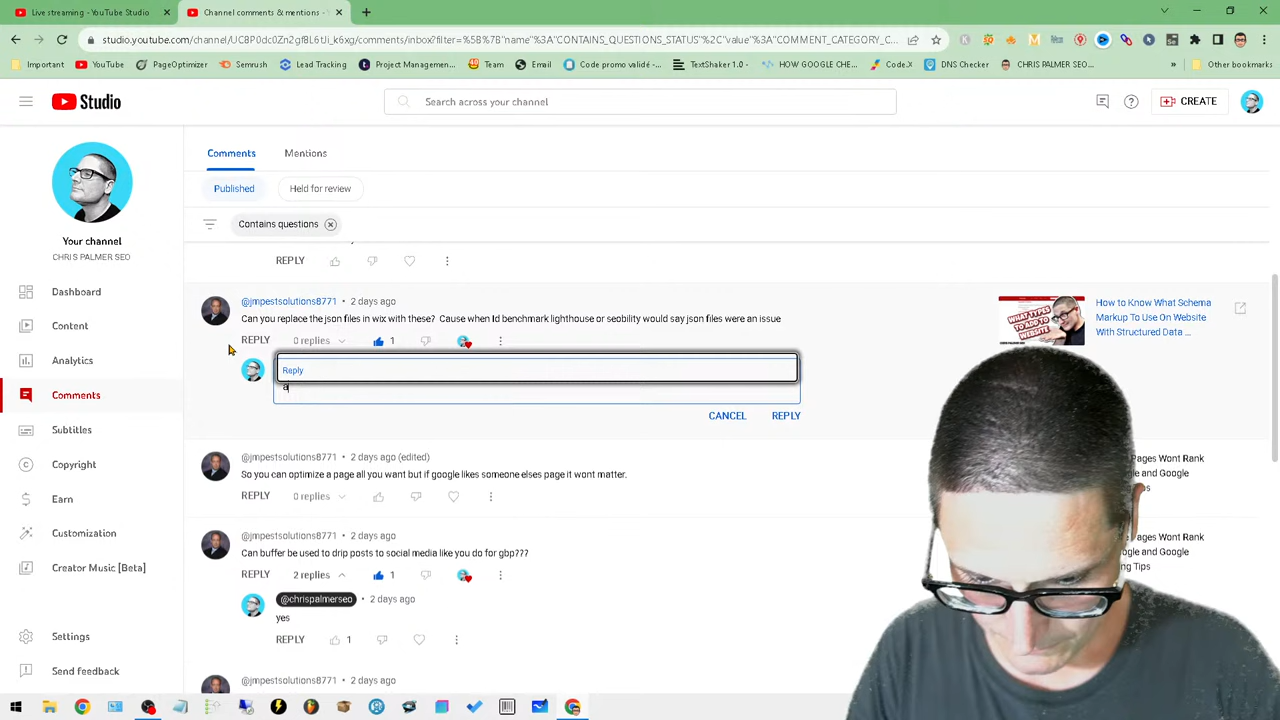 Live streaming - YouTube Studio
Channel comments & mentions - Y
studio.youtube.com/channel/UC8P0dc0Zn2gf8L6tJi_k6xg/comments/inbox?filter=%5B%7B"name"%3A"CONTAINS_QUESTIONS_STATUS"%2C"value"%3A"COMMENT_CATEGORY_C...
Important
YouTube
PageOptimizer
Semrush
Lead Tracking
Project Managemen...
Team
Email
Code promo validé -...
TextShaker 1.0 -
HOW GOOGLE CHE...
CodeX
DNS Checker
CHRIS PALMER SEO...
»
Other bookmarks
Studio
Search across your channel
CREATE
Comments
Mentions
Published
Held for review
Contains questions
Your channel
CHRIS PALMER SEO
Dashboard
Content
Analytics
Comments
Subtitles
Copyright
Earn
Customization
Creator Music [Beta]
Settings
Send feedback
REPLY
@jmpestsolutions8771 • 2 days ago
Can you replace the json files in wix with these? Cause when Id benchmark lighthouse or seobility would say json files were an issue
REPLY 0 replies 1
How to Know What Schema
Markup To Use On Website
With Structured Data ...
WHAT TYPES
TO ADD TO
WEBSITE
Reply
a
CANCEL REPLY
@jmpestsolutions8771 • 2 days ago (edited)
So you can optimize a page all you want but if google likes someone elses page it wont matter.
REPLY 0 replies
Pages Wont Rank
gle and Google
@jmpestsolutions8771 • 2 days ago
Can buffer be used to drip posts to social media like you do for gbp???
REPLY 2 replies 1
Pages Wont Rank
gle and Google
ng Tips
@chrispalmerseo • 2 days ago
yes
REPLY 1
@jmpestsolutions8771 • 2 days ago